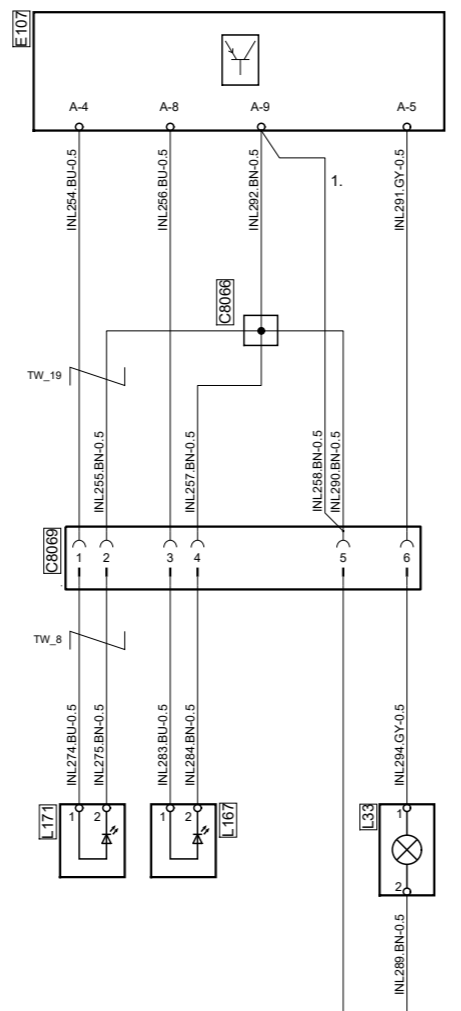 E107
A-4 A-8 A-9 A-5
INL254.BU-0.5
INL256.BU-0.5
INL292.BN-0.5
1.
INL291.GY-0.5
C8066
TW_19
INL255.BN-0.5
INL257.BN-0.5
INL258.BN-0.5
INL290.BN-0.5
C8069
1 2 3 4 5 6
TW_8
INL274.BU-0.5
INL275.BN-0.5
INL283.BU-0.5
INL284.BN-0.5
INL294.GY-0.5
L171
1 2
L167
1 2
L33
1
2
INL289.BN-0.5